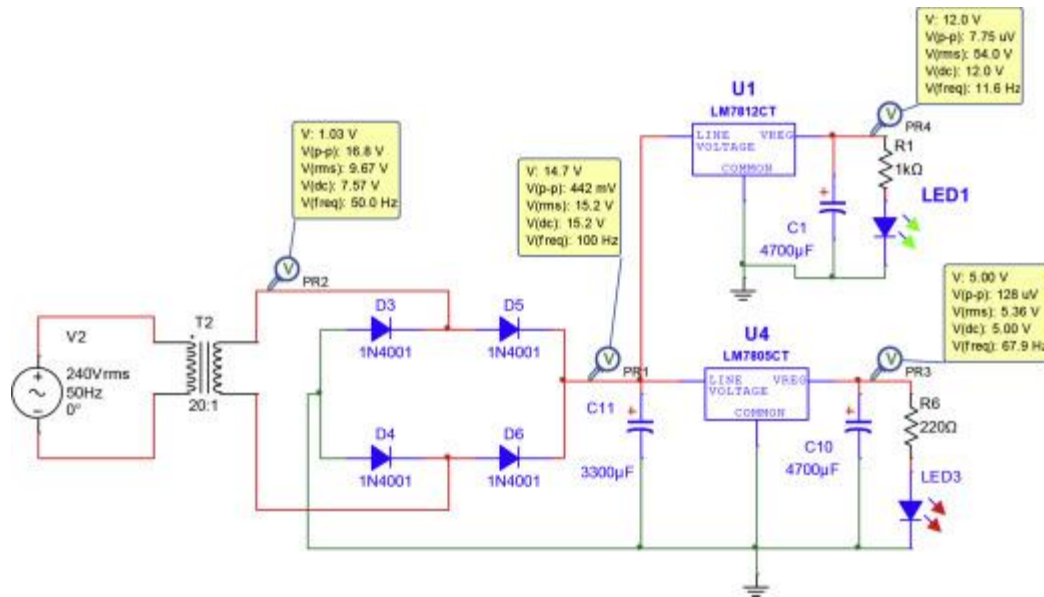 V: 12.0 V
V(p-p): 7.75 uV
V(rms): 54.0 V
V(dc): 12.0 V
V(freq): 11.6 Hz
U1
LM7812CT
PR4
LINE VREG
VOLTAGE
COMMON
R1
1kΩ
LED1
C1
4700µF
V: 1.03 V
V(p-p): 16.8 V
V(rms): 9.67 V
V(dc): 7.57 V
V(freq): 50.0 Hz
PR2
V: 14.7 V
V(p-p): 442 mV
V(rms): 15.2 V
V(dc): 15.2 V
V(freq): 100 Hz
V: 5.00 V
V(p-p): 128 uV
V(rms): 5.36 V
V(dc): 5.00 V
V(freq): 67.9 Hz
V2
240Vrms
50Hz
0°
T2
20:1
D3
1N4001
D5
1N4001
D4
1N4001
D6
1N4001
PR1
C11
3300µF
U4
LM7805CT
LINE VREG
VOLTAGE
COMMON
PR3
C10
4700µF
R6
220Ω
LED3